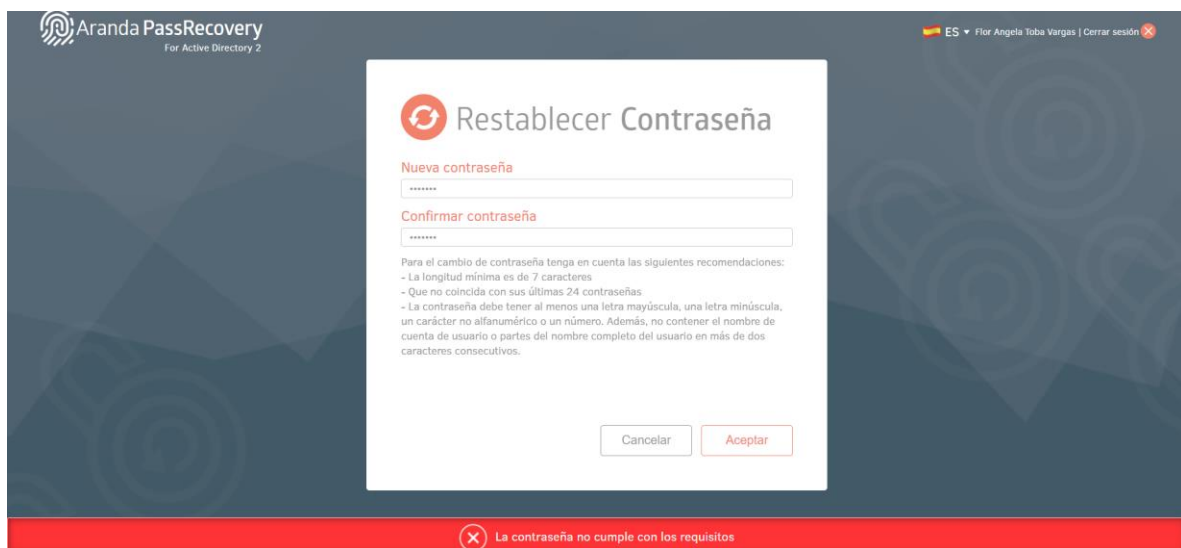 Aranda PassRecovery
For Active Directory 2
ES ▾ Flor Angela Toba Vargas | Cerrar sesión
Restablecer Contraseña
Nueva contraseña
•••••••
Confirmar contraseña
•••••••
Para el cambio de contraseña tenga en cuenta las siguientes recomendaciones:
- La longitud mínima es de 7 caracteres
- Que no coincida con sus últimas 24 contraseñas
- La contraseña debe tener al menos una letra mayúscula, una letra minúscula,
un carácter no alfanumérico o un número. Además, no contener el nombre de
cuenta de usuario o partes del nombre completo del usuario en más de dos
caracteres consecutivos.
Cancelar
Aceptar
La contraseña no cumple con los requisitos